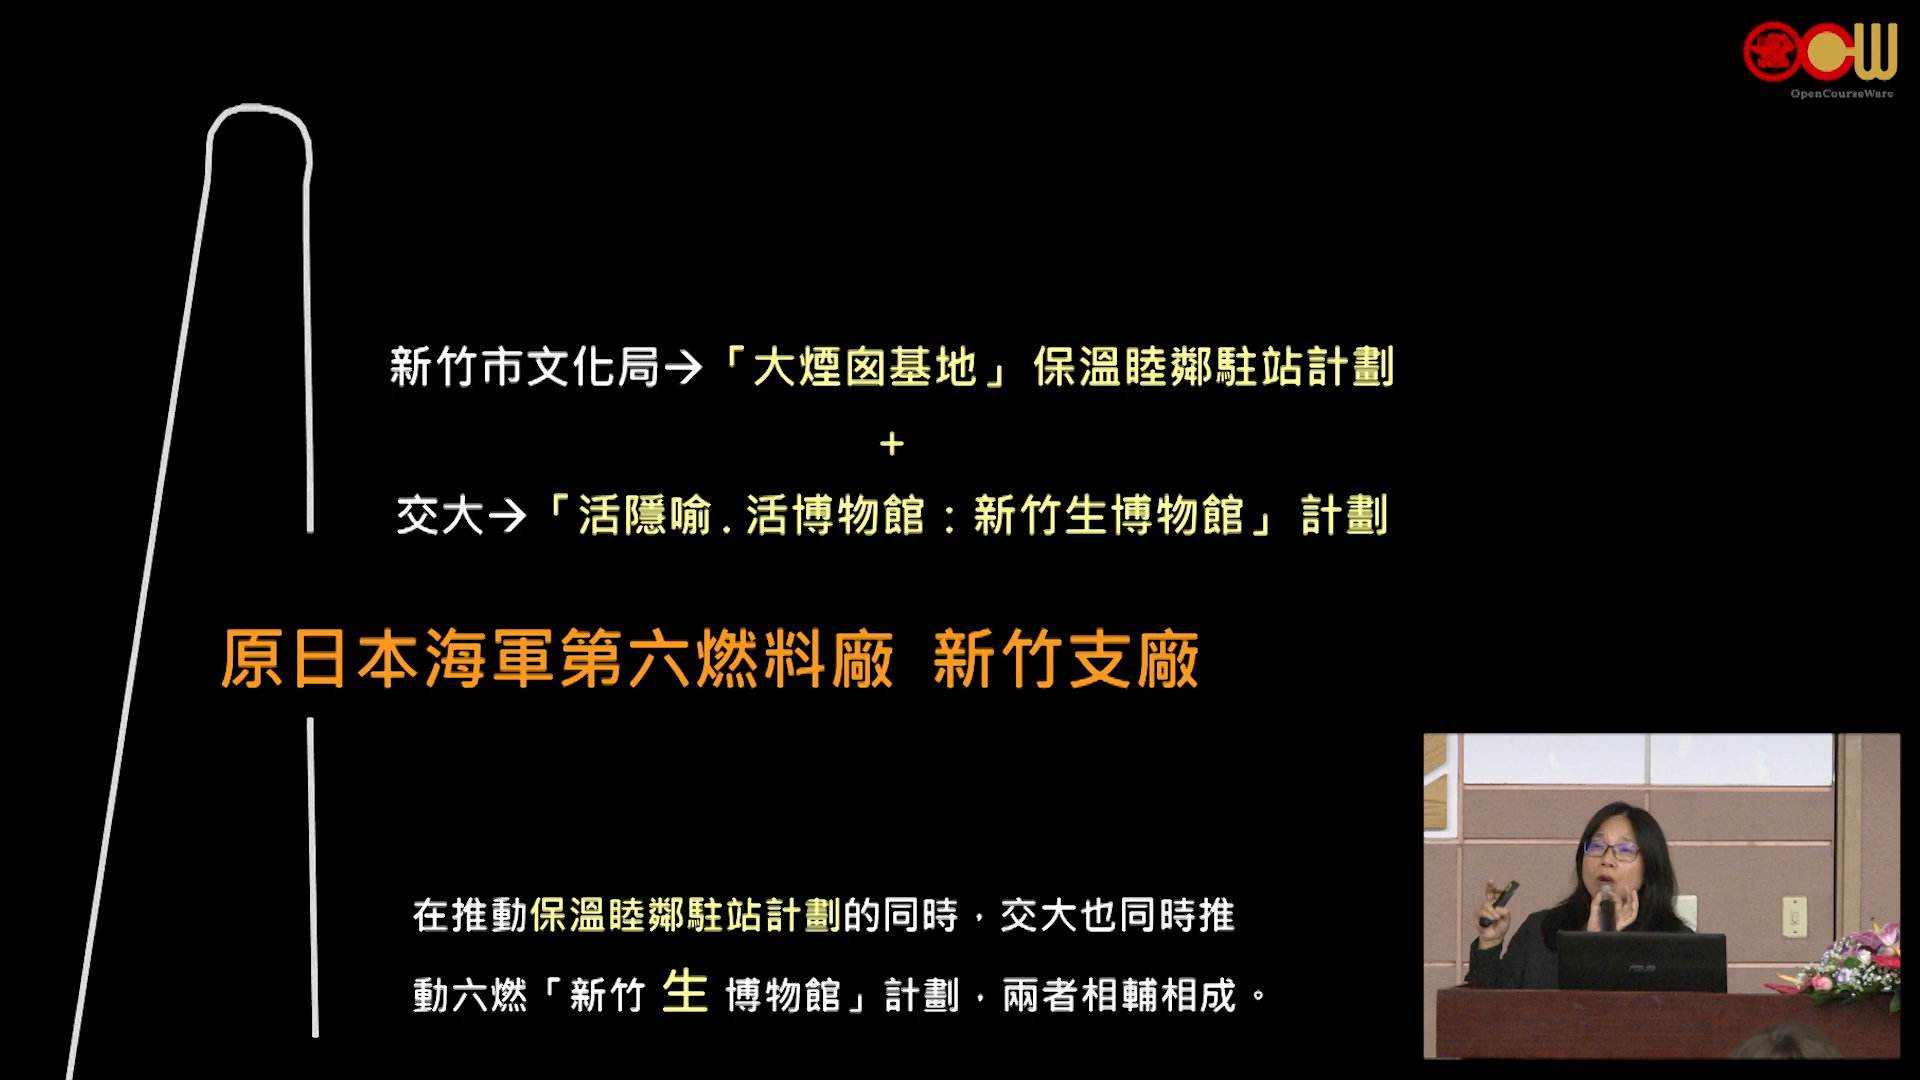 OpenCourseWare
新竹市文化局→「大煙囪基地」保溫睦鄰駐站計劃
+
交大→「活隱喻．活博物館：新竹生博物館」計劃
原日本海軍第六燃料廠 新竹支廠
在推動保溫睦鄰駐站計劃的同時，交大也同時推
動六燃「新竹 生 博物館」計劃，兩者相輔相成。
ASUS